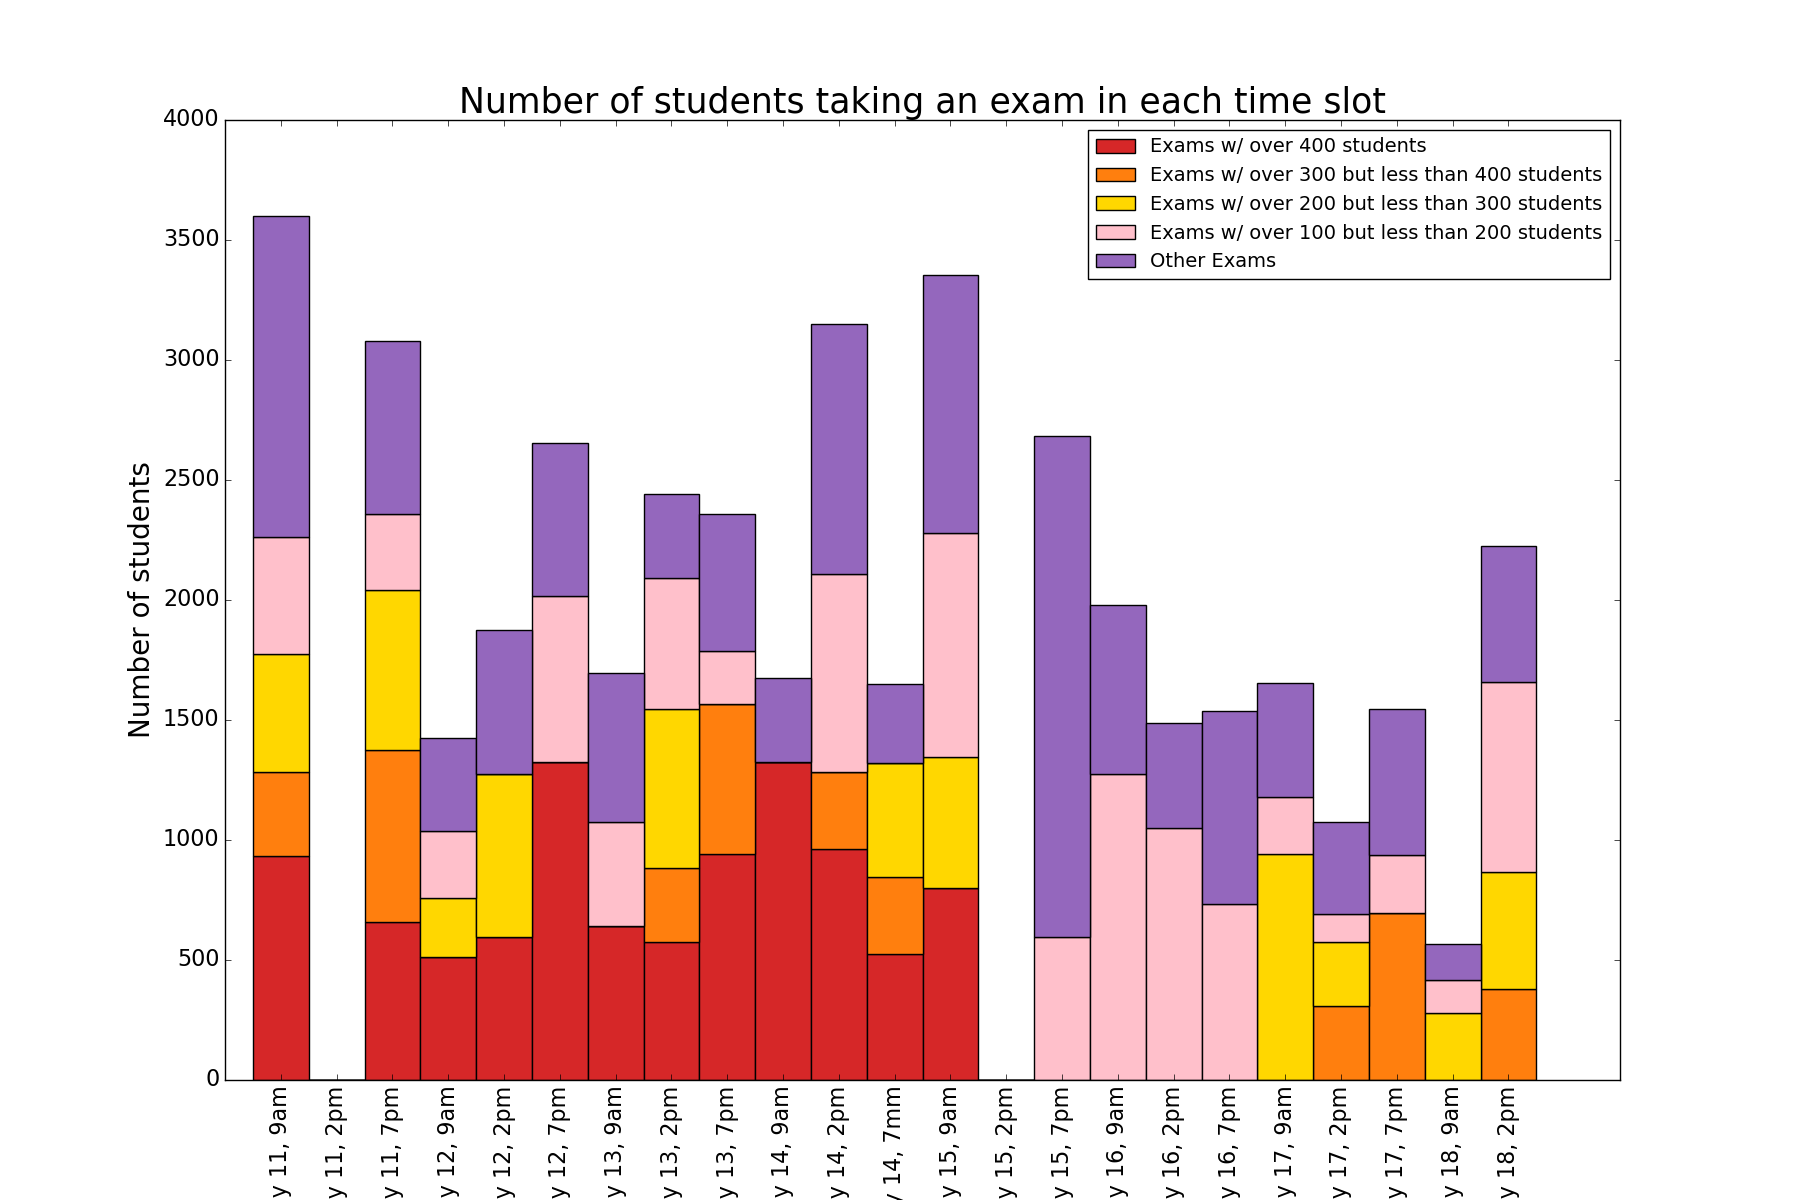 Number of students taking an exam in each time slot
Exams w/ over 400 students
Exams w/ over 300 but less than 400 students
Exams w/ over 200 but less than 300 students
Exams w/ over 100 but less than 200 students
Other Exams
Number of students
4000
3500
3000
2500
2000
1500
1000
500
0
y 11, 9am
y 11, 2pm
y 11, 7pm
y 12, 9am
y 12, 2pm
y 12, 7pm
y 13, 9am
y 13, 2pm
y 13, 7pm
y 14, 9am
y 14, 2pm
y 14, 7mm
y 15, 9am
y 15, 2pm
y 15, 7pm
y 16, 9am
y 16, 2pm
y 16, 7pm
y 17, 9am
y 17, 2pm
y 17, 7pm
y 18, 9am
y 18, 2pm